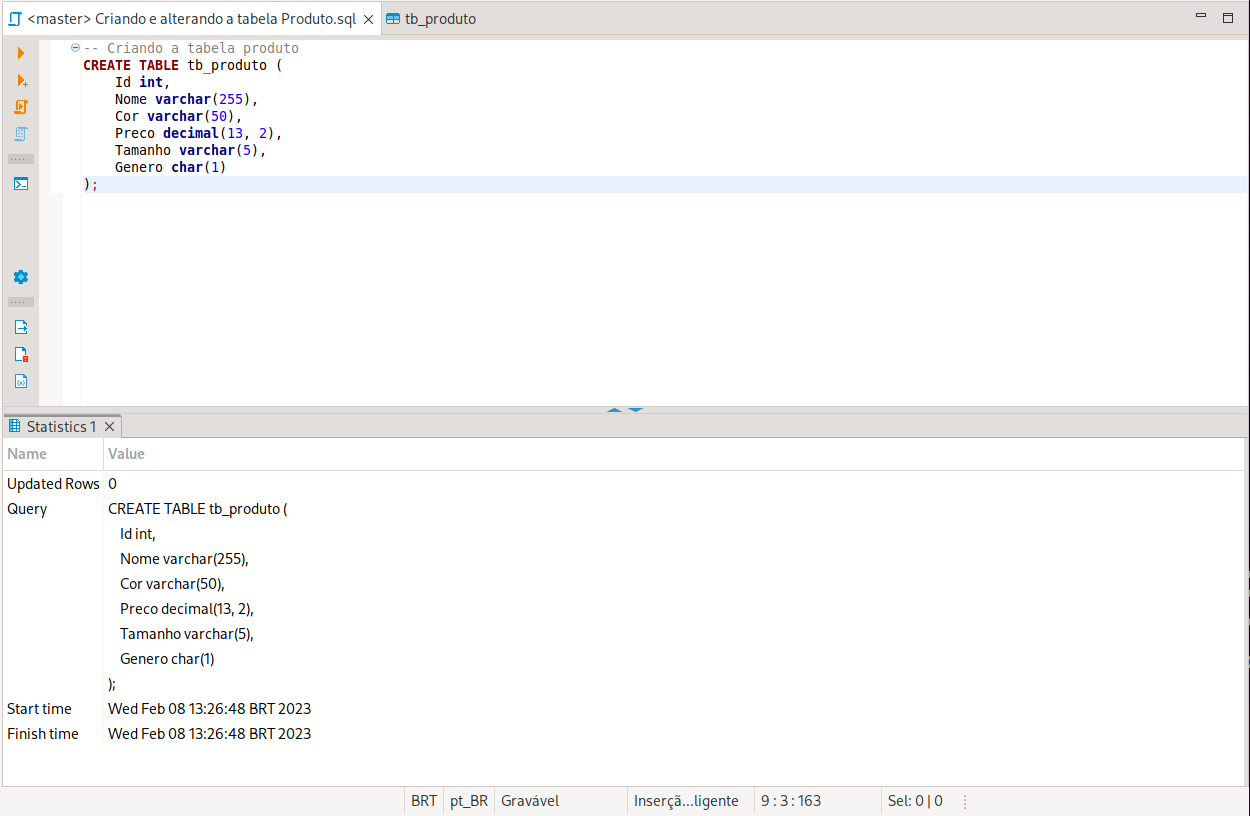 <master> Criando e alterando a tabela Produto.sql
tb_produto
-- Criando a tabela produto
CREATE TABLE tb_produto (
Id int,
Nome varchar(255),
Cor varchar(50),
Preco decimal(13, 2),
Tamanho varchar(5),
Genero char(1)
);
Statistics 1
Name Value
Updated Rows 0
Query CREATE TABLE tb_produto (
Id int,
Nome varchar(255),
Cor varchar(50),
Preco decimal(13, 2),
Tamanho varchar(5),
Genero char(1)
);
Start time Wed Feb 08 13:26:48 BRT 2023
Finish time Wed Feb 08 13:26:48 BRT 2023
BRT pt_BR Gravável Inserçã...ligente 9 : 3 : 163 Sel: 0 | 0